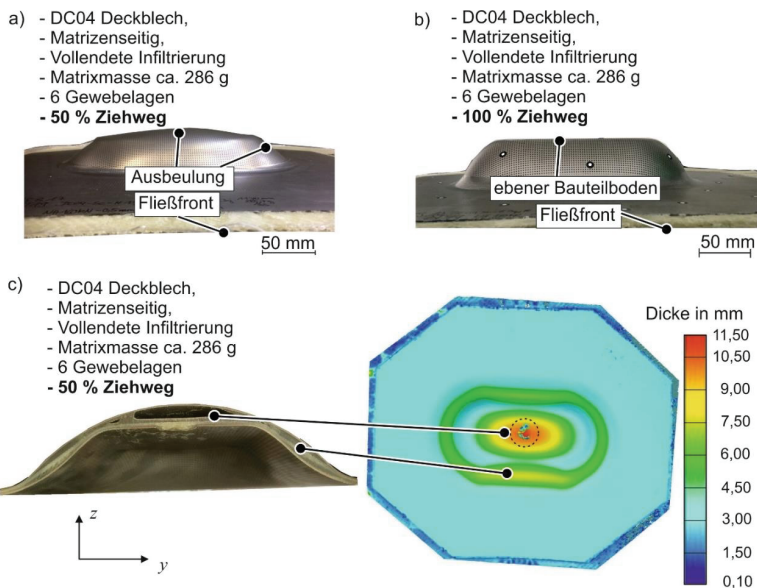 a)
- DC04 Deckblech,
- Matrizenseitig,
- Vollendete Infiltrierung
- Matrixmasse ca. 286 g
- 6 Gewebelagen
- 50 % Ziehweg
Ausbeulung
Fließfront
50 mm
b)
- DC04 Deckblech,
- Matrizenseitig,
- Vollendete Infiltrierung
- Matrixmasse ca. 286 g
- 6 Gewebelagen
- 100 % Ziehweg
ebener Bauteilboden
Fließfront
50 mm
c)
- DC04 Deckblech,
- Matrizenseitig,
- Vollendete Infiltrierung
- Matrixmasse ca. 286 g
- 6 Gewebelagen
- 50 % Ziehweg
z
y
Dicke in mm
11,50
10,50
9,00
7,50
6,00
4,50
3,00
1,50
0,10